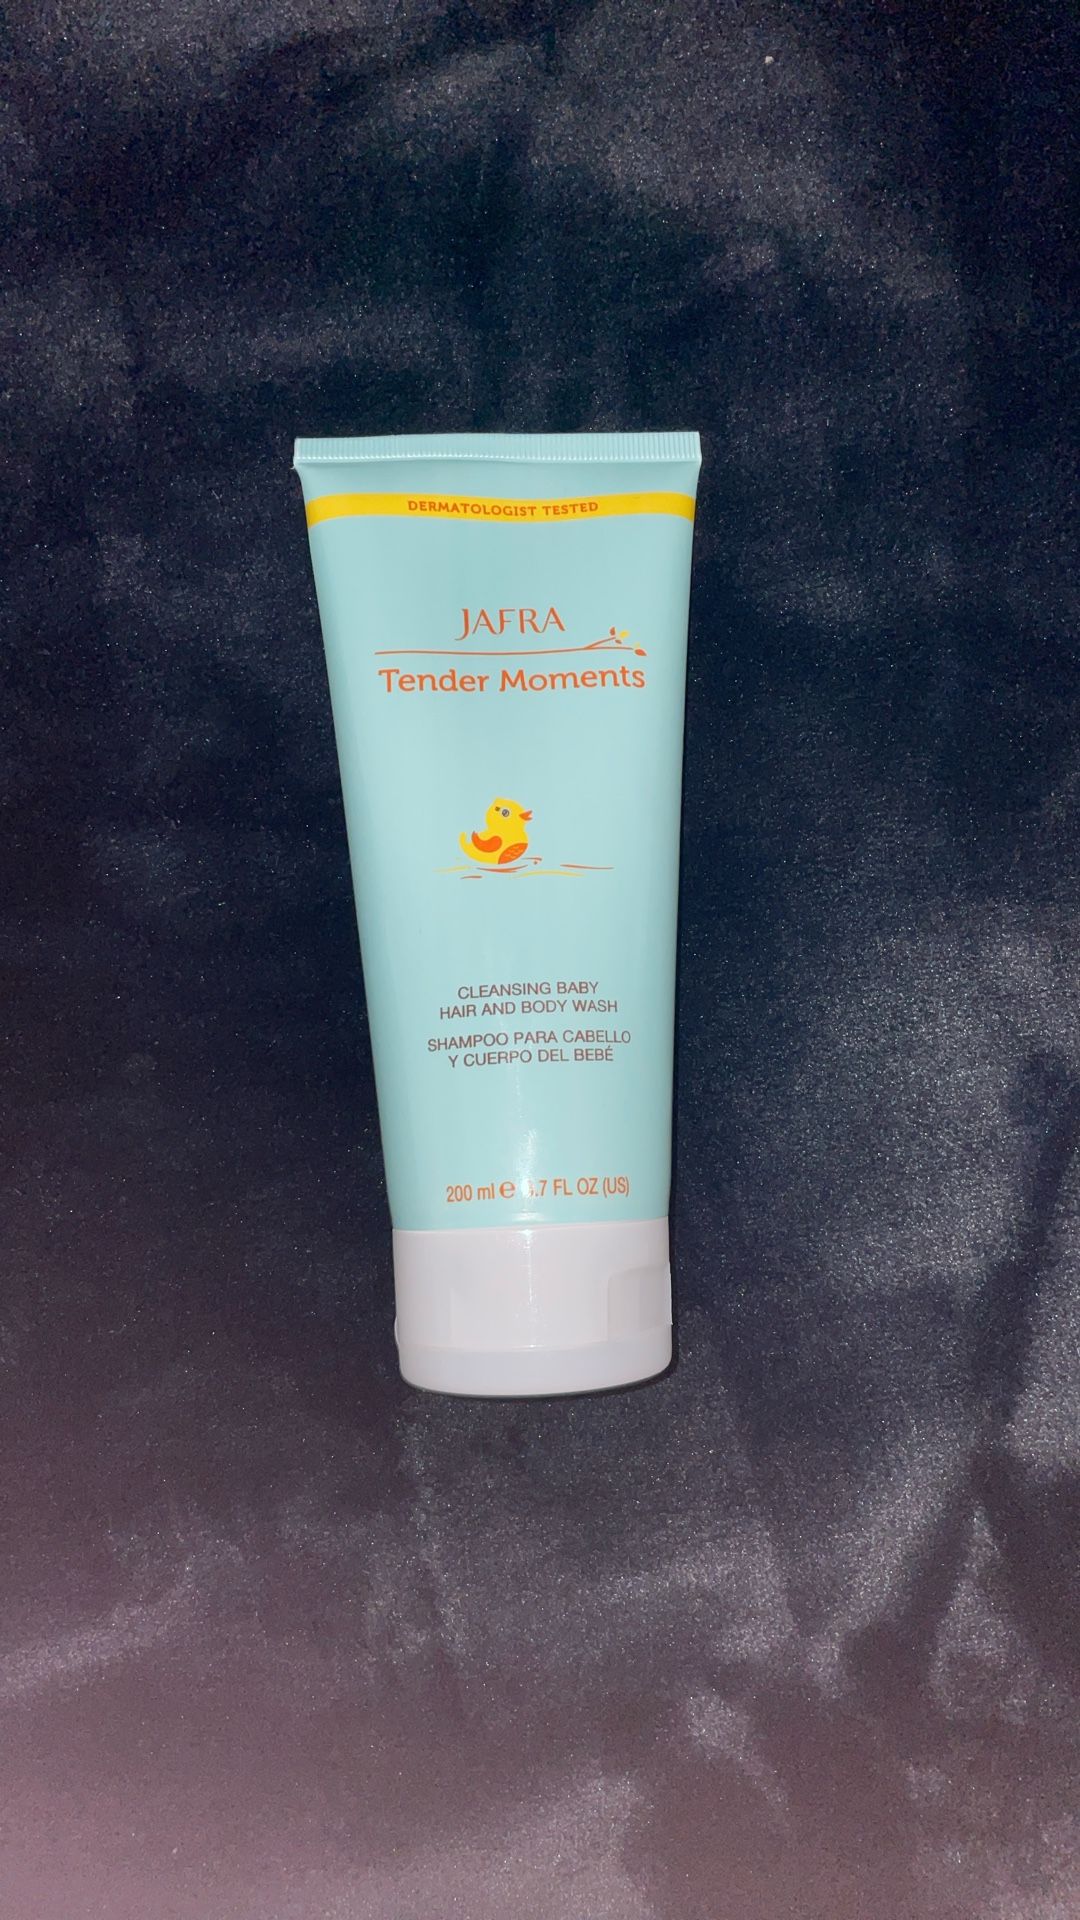 DERMATOLOGIST TESTED
JAFRA
Tender Moments
CLEANSING BABY
HAIR AND BODY WASH
SHAMPOO PARA CABELLO
Y CUERPO DEL BEBÉ
200 ml e FL OZ (US)